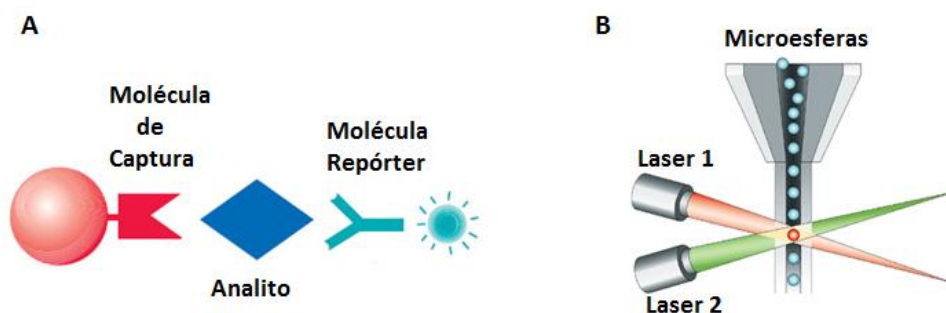 A
Molécula
de
Captura
Molécula
Repórter
Analito
B
Microesferas
Laser 1
Laser 2